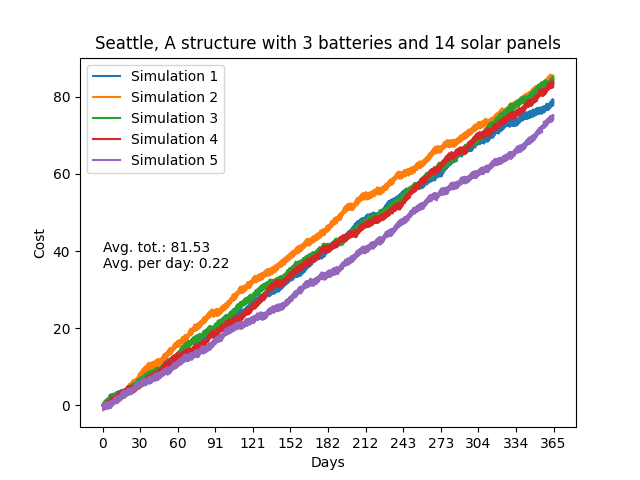 Seattle, A structure with 3 batteries and 14 solar panels
Simulation 1
Simulation 2
Simulation 3
Simulation 4
Simulation 5
Avg. tot.: 81.53
Avg. per day: 0.22
Cost
80
60
40
20
0
0 30 60 91 121 152 182 212 243 273 304 334 365
Days